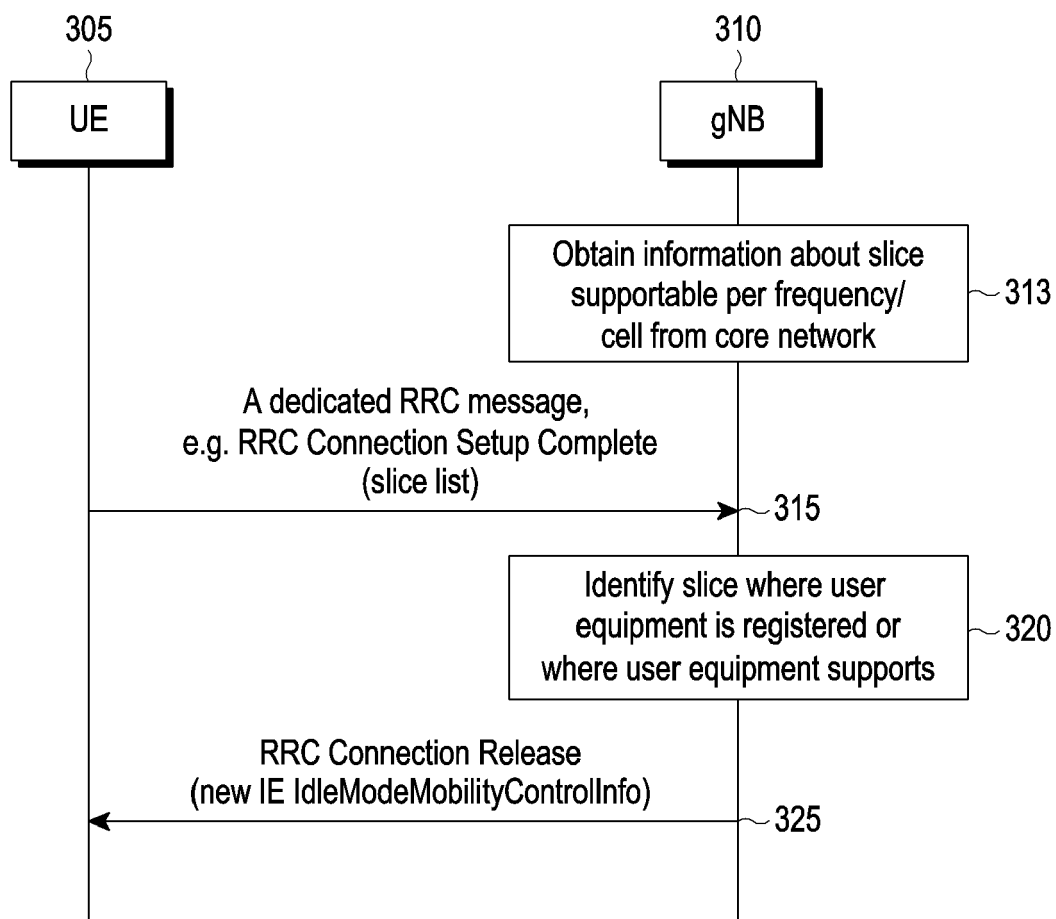 305
310
UE
gNB
Obtain information about slice
supportable per frequency/
cell from core network
313
A dedicated RRC message,
e.g. RRC Connection Setup Complete
(slice list)
315
Identify slice where user
equipment is registered or
where user equipment supports
320
RRC Connection Release
(new IE IdleModeMobilityControlInfo)
325